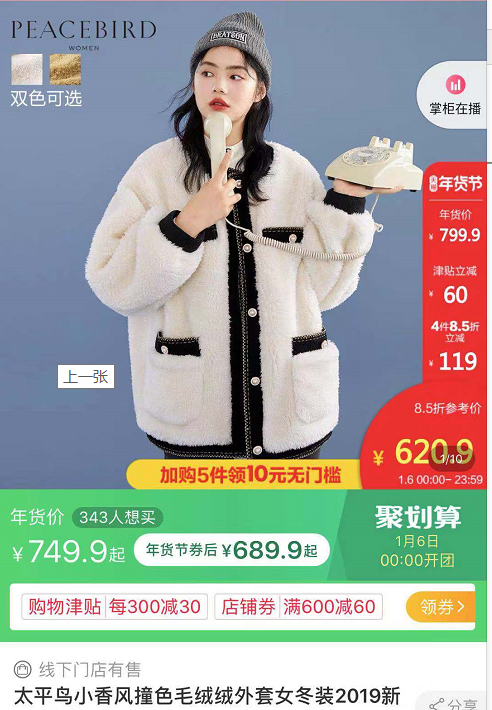 PEACEBIRD
WOMEN
双色可选
BEATSON
掌柜在播
年货节
年货价
¥ 799.9
津贴立减
¥ 60
4件8.5折
立减
¥ 119
8.5折参考价
¥ 620.9
1/10
1.6 00:00~ 23:59
上一张
加购5件领10元无门槛
年货价 343人想买
¥749.9起 年货节券后 ¥689.9起
聚划算
1月6日
00:00开团
购物津贴 每300减30 店铺券 满600减60 领券>
线下门店有售
太平鸟小香风撞色毛绒绒外套女冬装2019新
分享